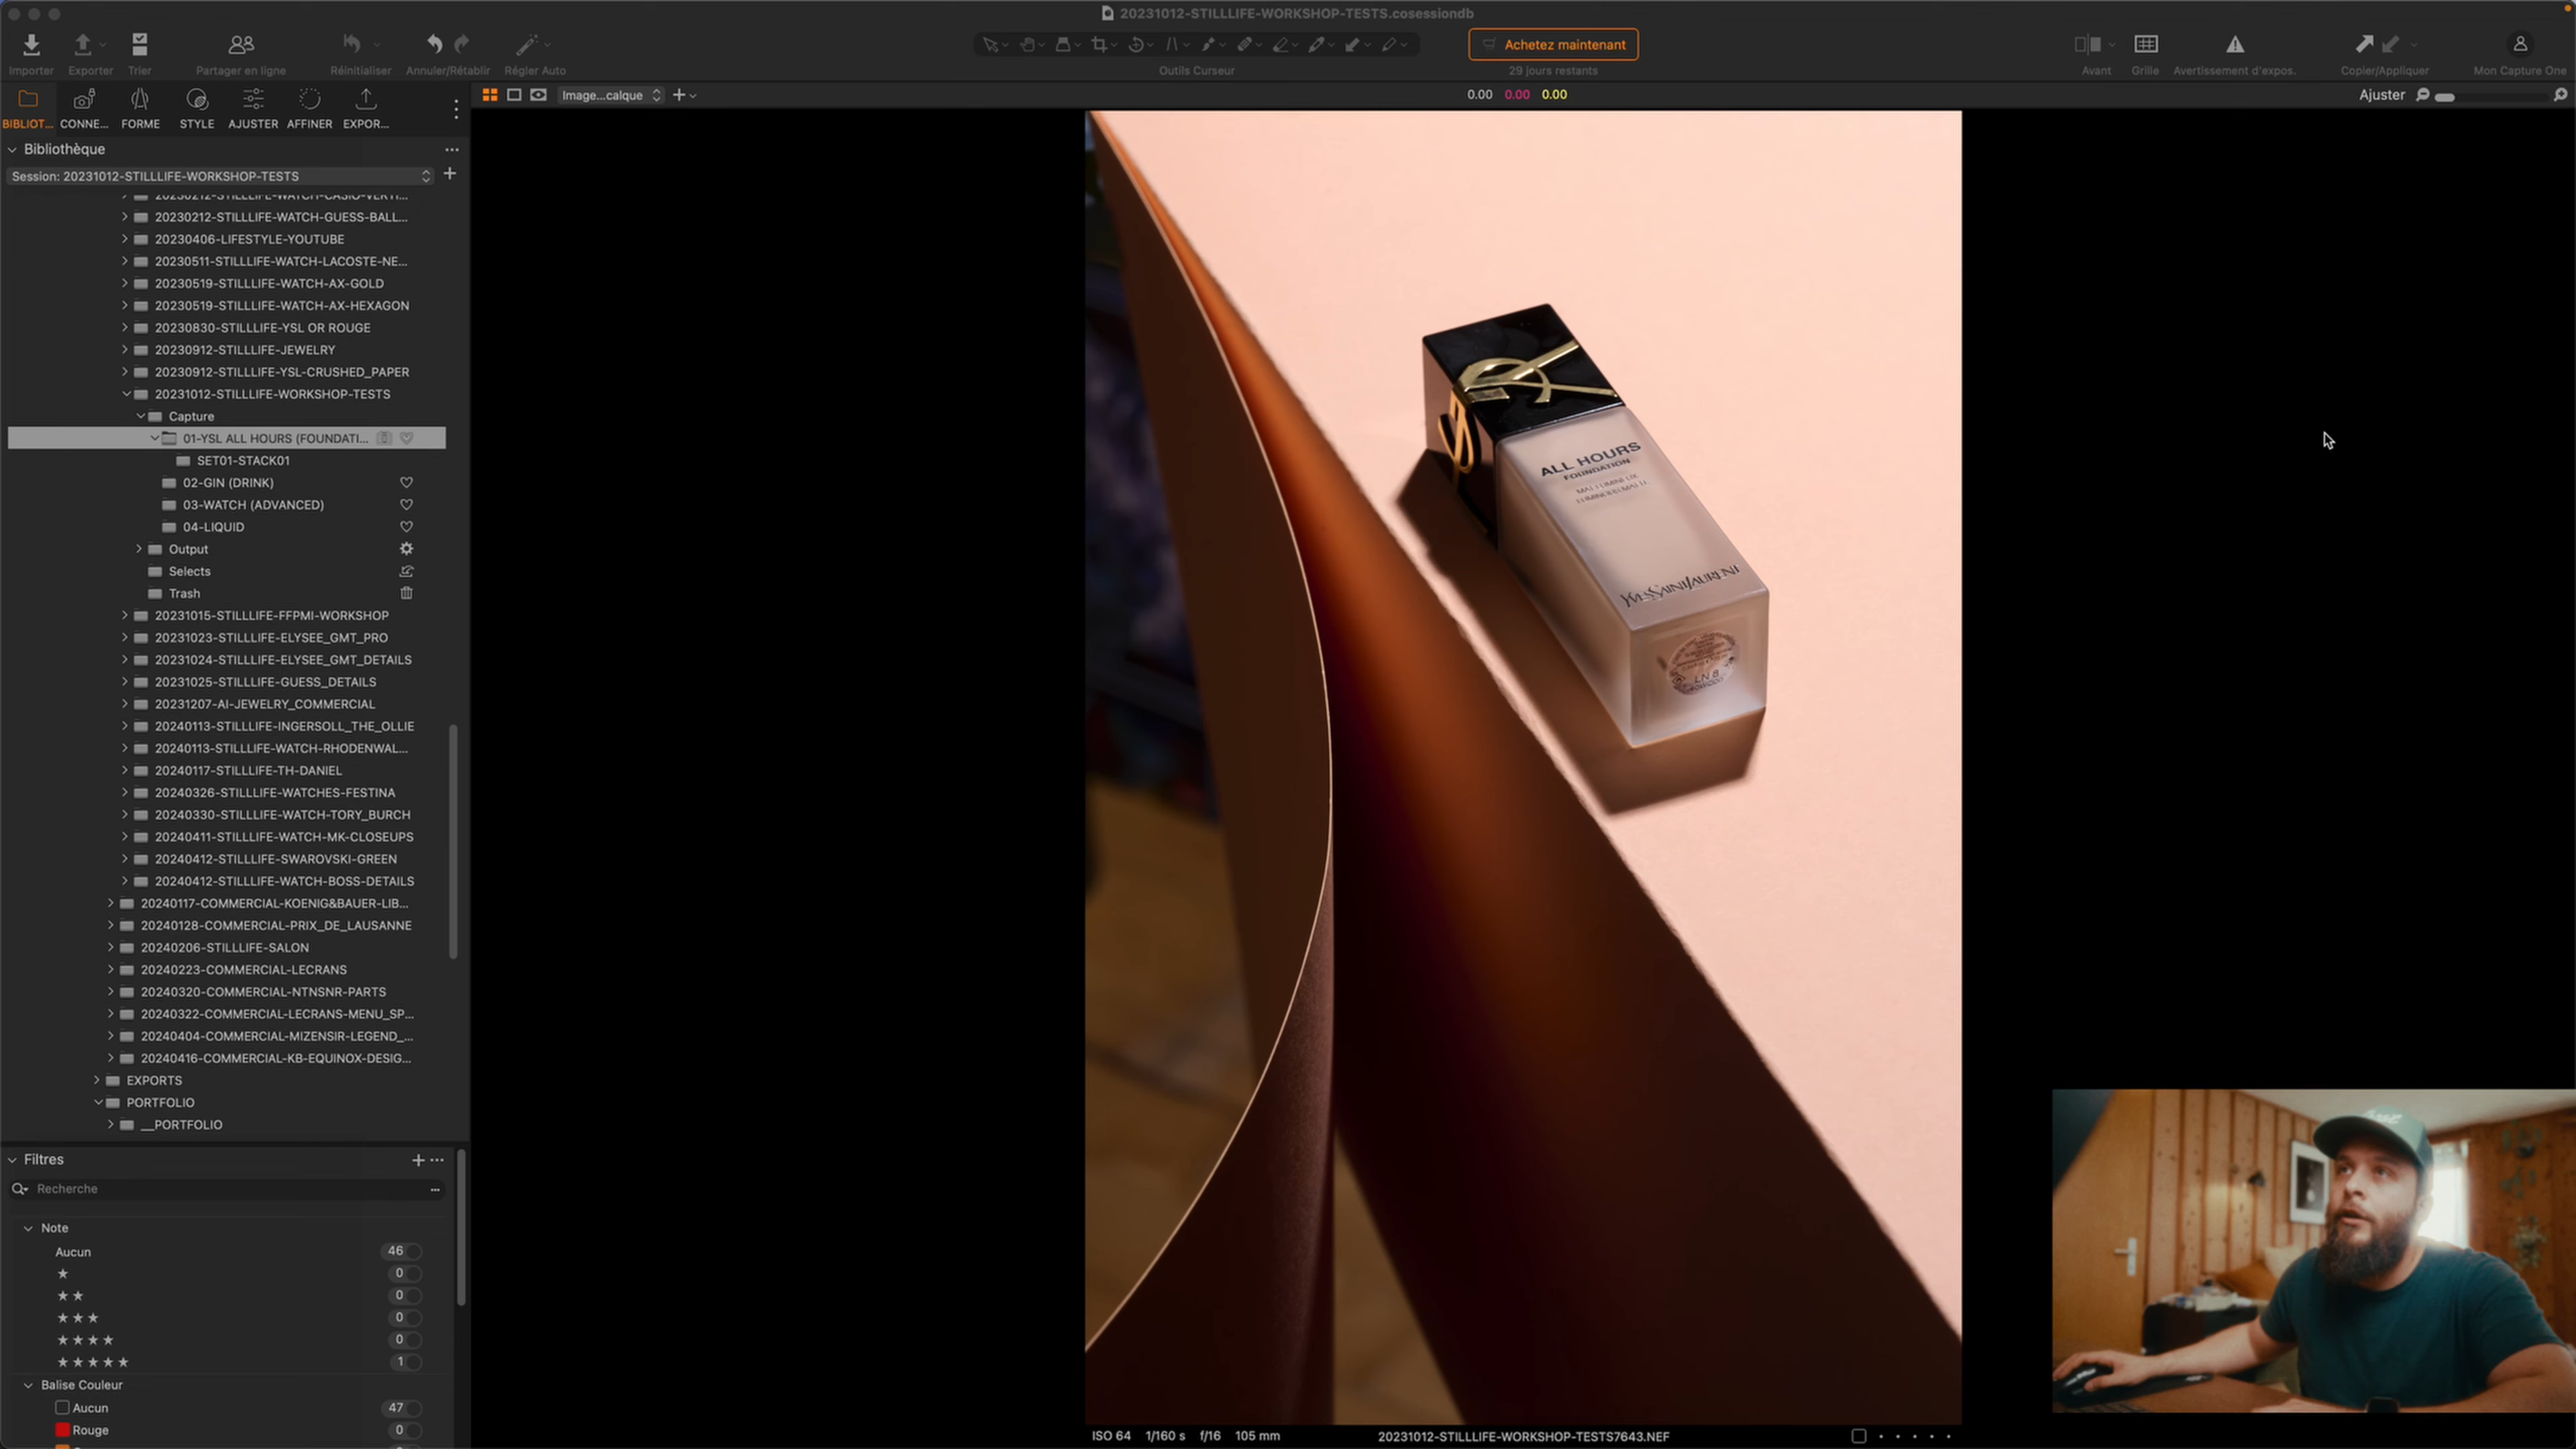 20231012-STILLLIFE-WORKSHOP-TESTS.cosessiondb
Importer
Exporter
Trier
Partager en ligne
Réinitialiser
Annuler/Rétablir
Régler Auto
Outils Curseur
Achetez maintenant
29 jours restants
Avant
Grille
Avertissement d'expos.
Copier/Appliquer
Mon Capture One
BIBLIOT...
CONNE...
FORME
STYLE
AJUSTER
AFFINER
EXPOR...
Image...calque
0.00 0.00 0.00
Ajuster
Bibliothèque
Session: 20231012-STILLLIFE-WORKSHOP-TESTS
20230212-STILLLIFE-WATCH-CASIO-VERTI...
20230212-STILLLIFE-WATCH-GUESS-BALL...
20230406-LIFESTYLE-YOUTUBE
20230511-STILLLIFE-WATCH-LACOSTE-NE...
20230519-STILLLIFE-WATCH-AX-GOLD
20230519-STILLLIFE-WATCH-AX-HEXAGON
20230830-STILLLIFE-YSL OR ROUGE
20230912-STILLLIFE-JEWELRY
20230912-STILLLIFE-YSL-CRUSHED_PAPER
20231012-STILLLIFE-WORKSHOP-TESTS
Capture
01-YSL ALL HOURS (FOUNDATI...
SET01-STACK01
02-GIN (DRINK)
03-WATCH (ADVANCED)
04-LIQUID
Output
Selects
Trash
20231015-STILLLIFE-FFPMI-WORKSHOP
20231023-STILLLIFE-ELYSEE_GMT_PRO
20231024-STILLLIFE-ELYSEE_GMT_DETAILS
20231025-STILLLIFE-GUESS_DETAILS
20231207-AI-JEWELRY_COMMERCIAL
20240113-STILLLIFE-INGERSOLL_THE_OLLIE
20240113-STILLLIFE-WATCH-RHODENWAL...
20240117-STILLLIFE-TH-DANIEL
20240326-STILLLIFE-WATCHES-FESTINA
20240330-STILLLIFE-WATCH-TORY_BURCH
20240411-STILLLIFE-WATCH-MK-CLOSEUPS
20240412-STILLLIFE-SWAROVSKI-GREEN
20240412-STILLLIFE-WATCH-BOSS-DETAILS
20240117-COMMERCIAL-KOENIG&BAUER-LIB...
20240128-COMMERCIAL-PRIX_DE_LAUSANNE
20240206-STILLLIFE-SALON
20240223-COMMERCIAL-LECRANS
20240320-COMMERCIAL-NTNSNR-PARTS
20240322-COMMERCIAL-LECRANS-MENU_SP...
20240404-COMMERCIAL-MIZENSIR-LEGEND_...
20240416-COMMERCIAL-KB-EQUINOX-DESIG...
EXPORTS
PORTFOLIO
__PORTFOLIO
Filtres
Recherche
Note
Aucun 46
★ 0
★★ 0
★★★ 0
★★★★ 0
★★★★★ 1
Balise Couleur
Aucun 47
Rouge 0
ALL HOURS
FOUNDATION
YVESSAINTLAURENT
LN 8
ISO 64 1/160 s f/16 105 mm
20231012-STILLLIFE-WORKSHOP-TESTS7643.NEF